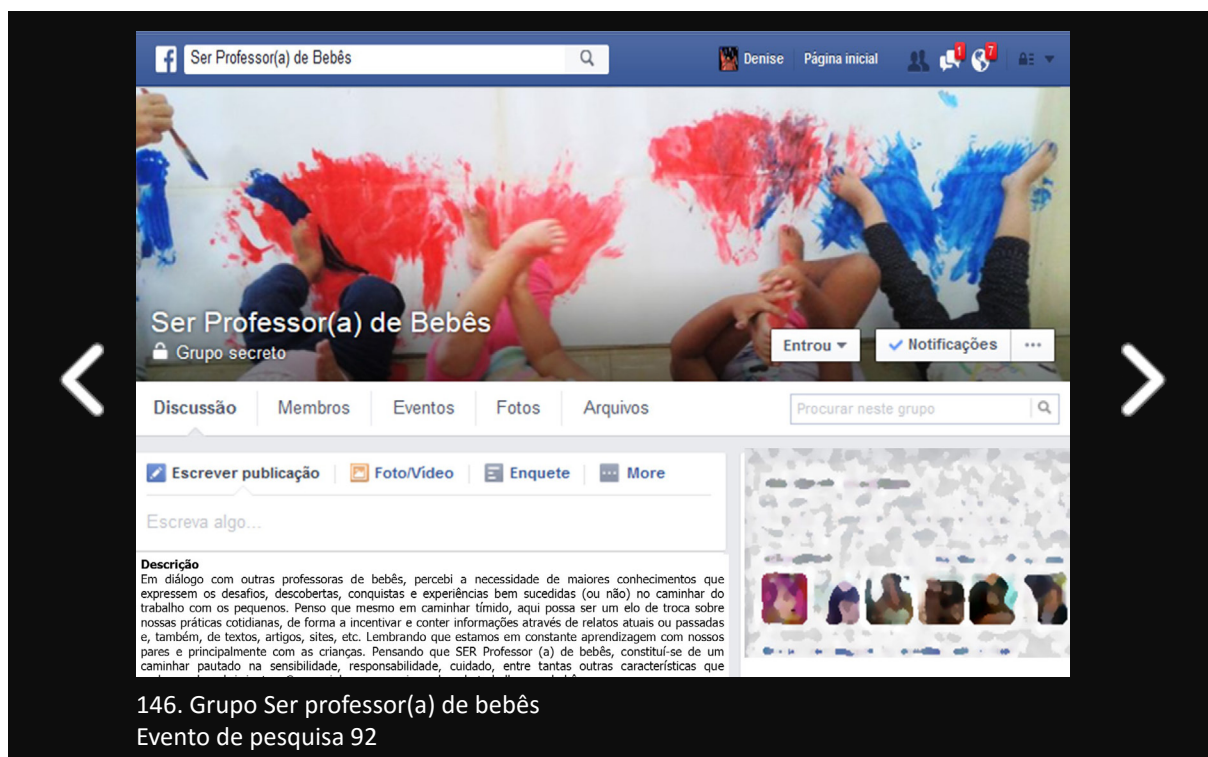 Ser Professor(a) de Bebês
Denise
Página inicial
1
7
Ser Professor(a) de Bebês
Grupo secreto
Entrou
Notificações
Discussão
Membros
Eventos
Fotos
Arquivos
Procurar neste grupo
Escrever publicação
Foto/Vídeo
Enquete
More
Escreva algo...
Descrição
Em diálogo com outras professoras de bebês, percebi a necessidade de maiores conhecimentos que
expressem os desafios, descobertas, conquistas e experiências bem sucedidas (ou não) no caminhar do
trabalho com os pequenos. Penso que mesmo em caminhar tímido, aqui possa ser um elo de troca sobre
nossas práticas cotidianas, de forma a incentivar e conter informações através de relatos atuais ou passadas
e, também, de textos, artigos, sites, etc. Lembrando que estamos em constante aprendizagem com nossos
pares e principalmente com as crianças. Pensando que SER Professor (a) de bebês, constituí-se de um
caminhar pautado na sensibilidade, responsabilidade, cuidado, entre tantas outras características que
146. Grupo Ser professor(a) de bebês
Evento de pesquisa 92